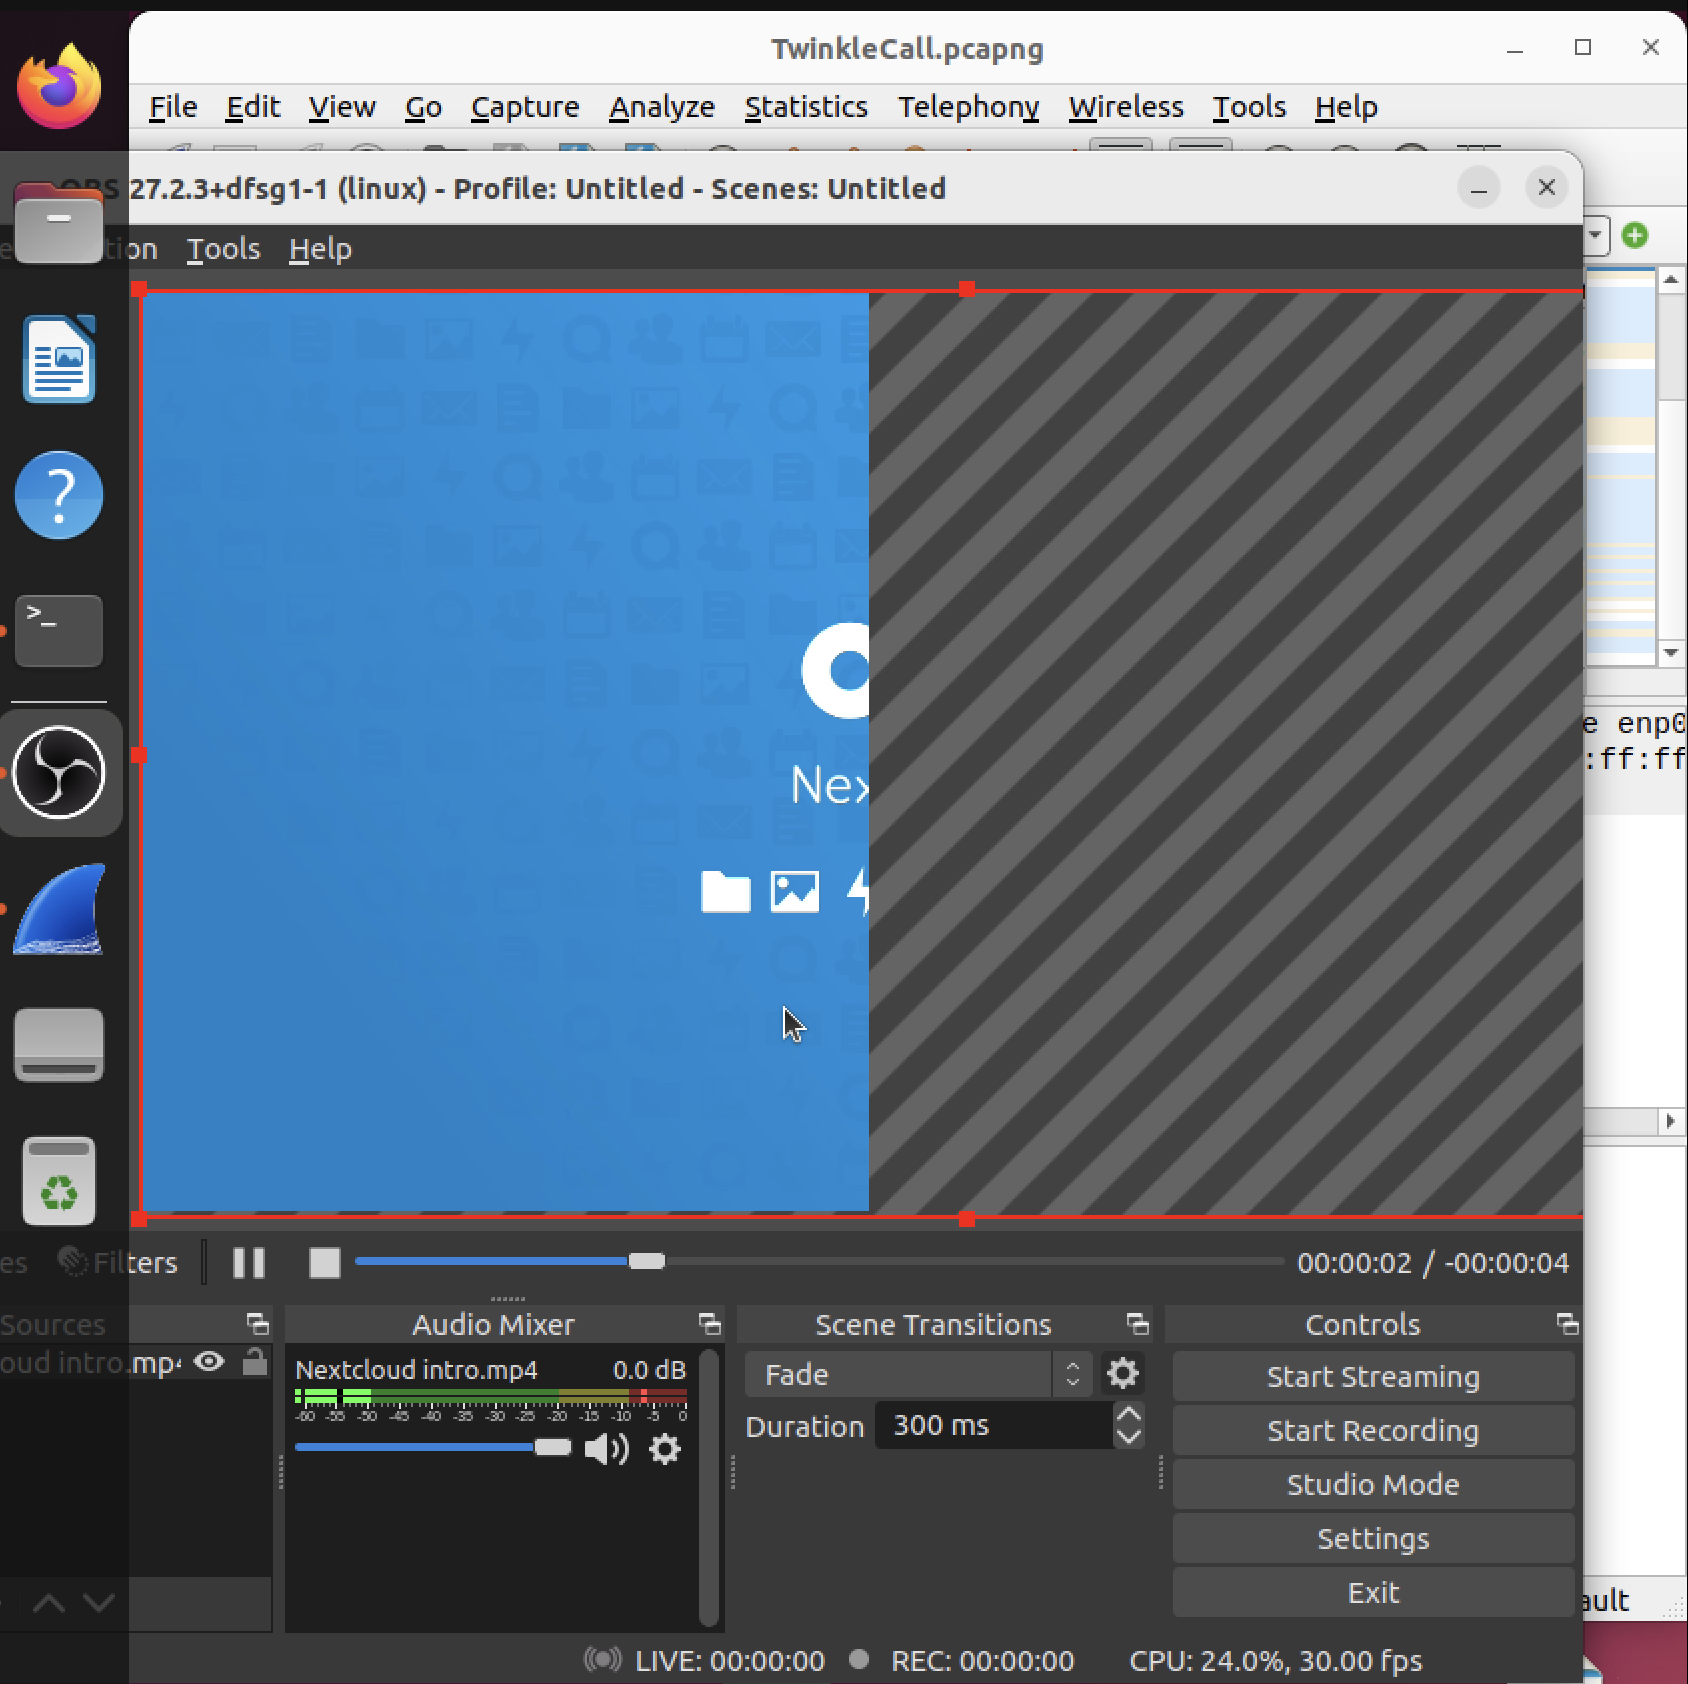 TwinkleCall.pcapng
File Edit View Go Capture Analyze Statistics Telephony Wireless Tools Help
OBS 27.2.3+dfsg1-1 (linux) - Profile: Untitled - Scenes: Untitled
Tools Help
Nex
e enp0
:ff:ff
Filters
00:00:02 / -00:00:04
Sources
Audio Mixer
Scene Transitions
Controls
oud intro.mp4
Nextcloud intro.mp4 0.0 dB
-60 -55 -50 -45 -40 -35 -30 -25 -20 -15 -10 -5 0
Fade
Duration 300 ms
Start Streaming
Start Recording
Studio Mode
Settings
Exit
ault
LIVE: 00:00:00 REC: 00:00:00 CPU: 24.0%, 30.00 fps